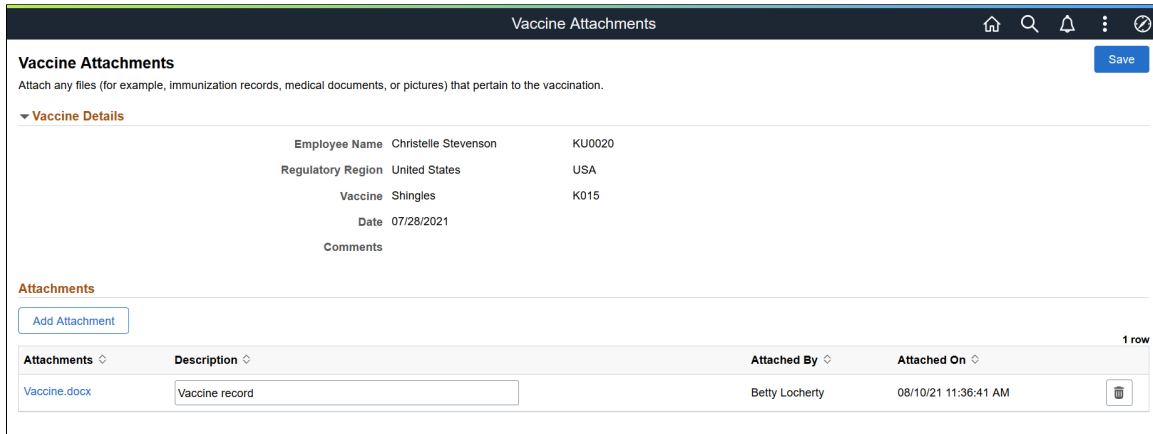 Vaccine Attachments
Vaccine Attachments
Save
Attach any files (for example, immunization records, medical documents, or pictures) that pertain to the vaccination.
Vaccine Details
Employee Name Christelle Stevenson KU0020
Regulatory Region United States USA
Vaccine Shingles K015
Date 07/28/2021
Comments
Attachments
Add Attachment
1 row
Attachments Description Attached By Attached On
Vaccine.docx Vaccine record Betty Locherty 08/10/21 11:36:41 AM